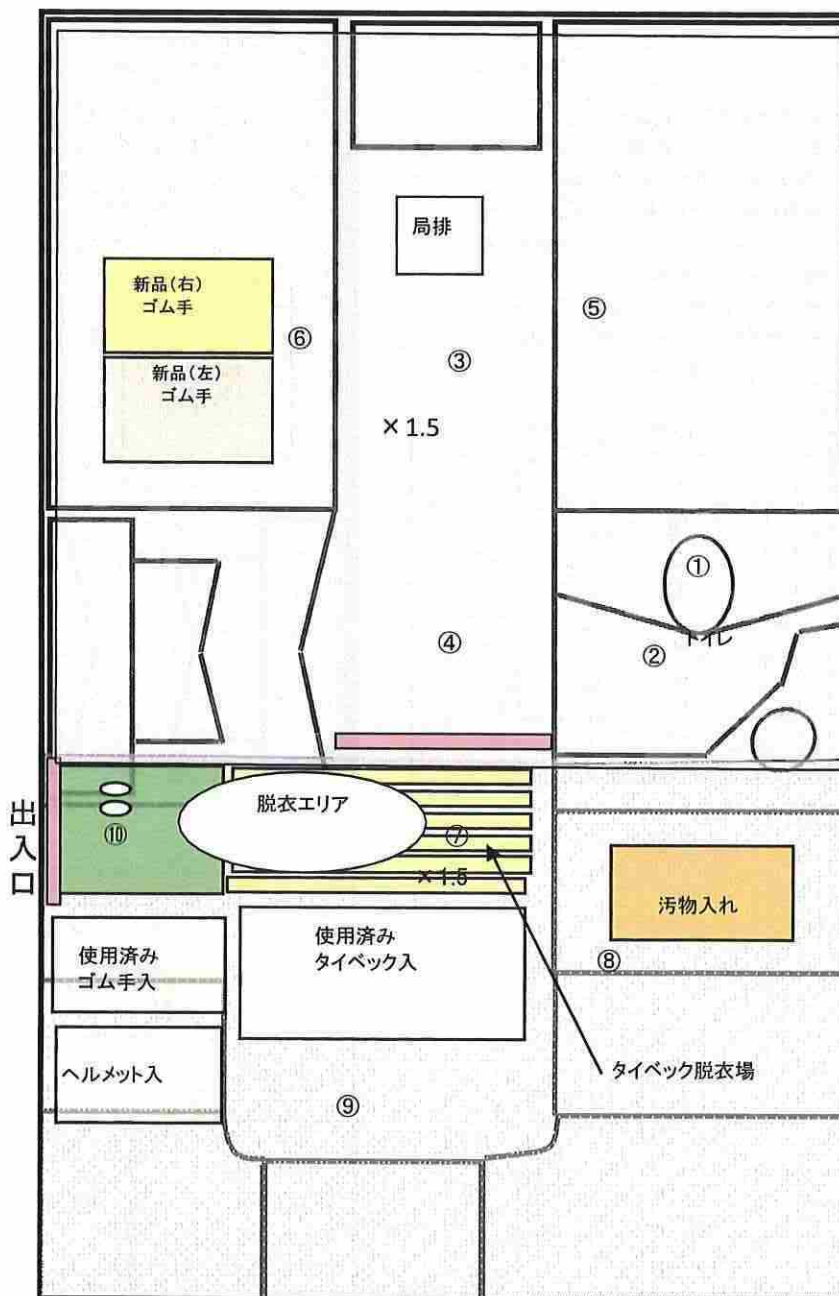 局排
新品(右)
ゴム手
⑥
新品(左)
ゴム手
③
⑤
×1.5
①
トイレ
②
④
出入口
⑩
脱衣エリア
⑦
×1.5
汚物入れ
使用済み
ゴム手入
使用済み
タイベック入
⑧
ヘルメット入
タイベック脱衣場
⑨